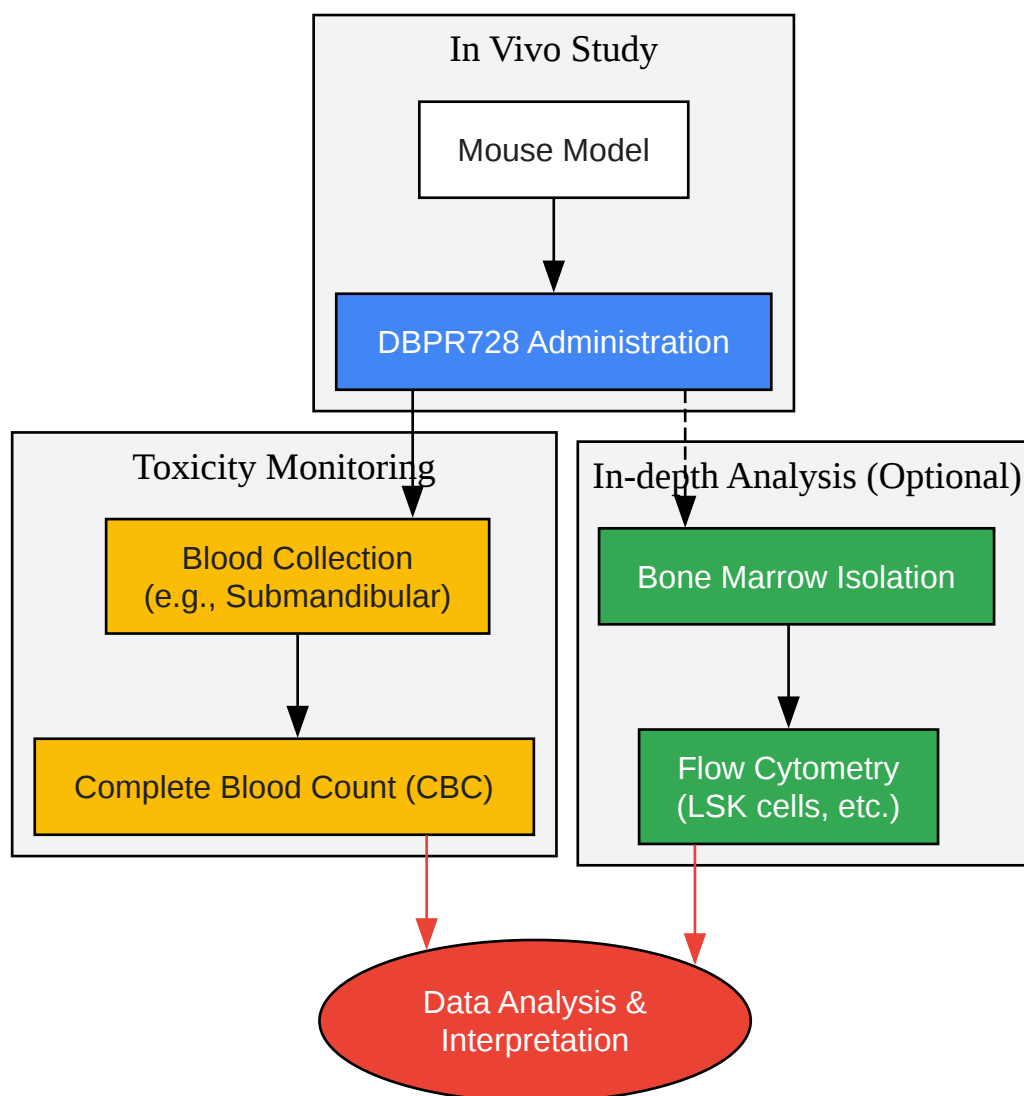 In Vivo Study
Mouse Model
DBPR728 Administration
Toxicity Monitoring
Blood Collection
(e.g., Submandibular)
Complete Blood Count (CBC)
In-depth Analysis (Optional)
Bone Marrow Isolation
Flow Cytometry
(LSK cells, etc.)
Data Analysis &
Interpretation